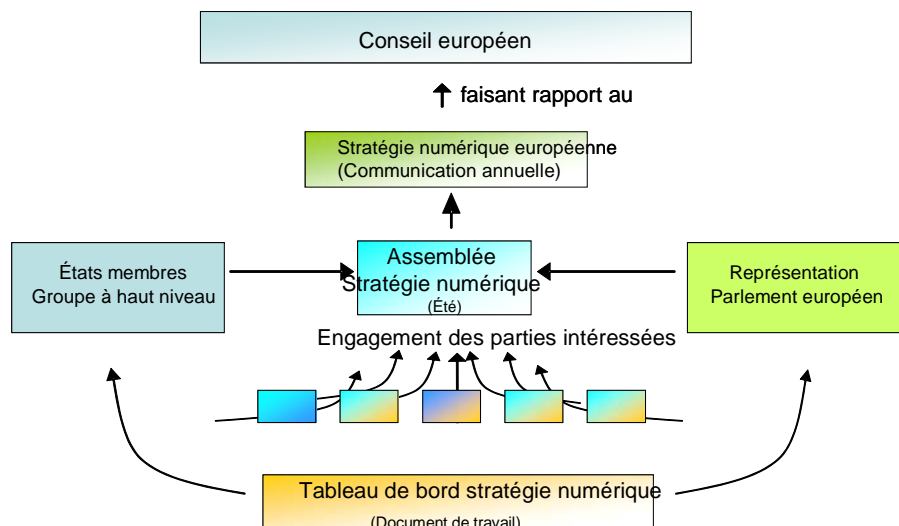 Conseil européen
faisant rapport au
Stratégie numérique européenne
(Communication annuelle)
Assemblée
Stratégie numérique
(Été)
États membres
Groupe à haut niveau
Représentation
Parlement européen
Engagement des parties intéressées
Tableau de bord stratégie numérique
(Document de travail)